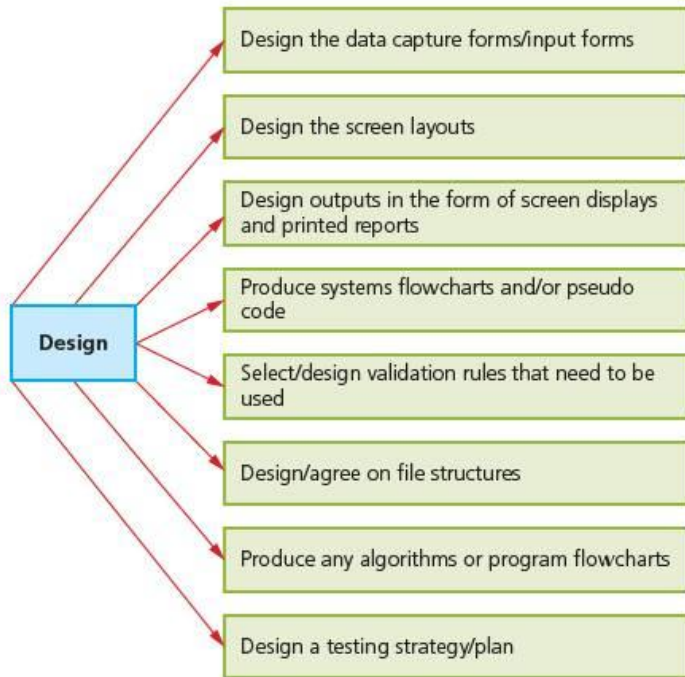 Design the data capture forms/input forms
Design the screen layouts
Design outputs in the form of screen displays
and printed reports
Produce systems flowcharts and/or pseudo
code
Design
Select/design validation rules that need to be
used
Design/agree on file structures
Produce any algorithms or program flowcharts
Design a testing strategy/plan